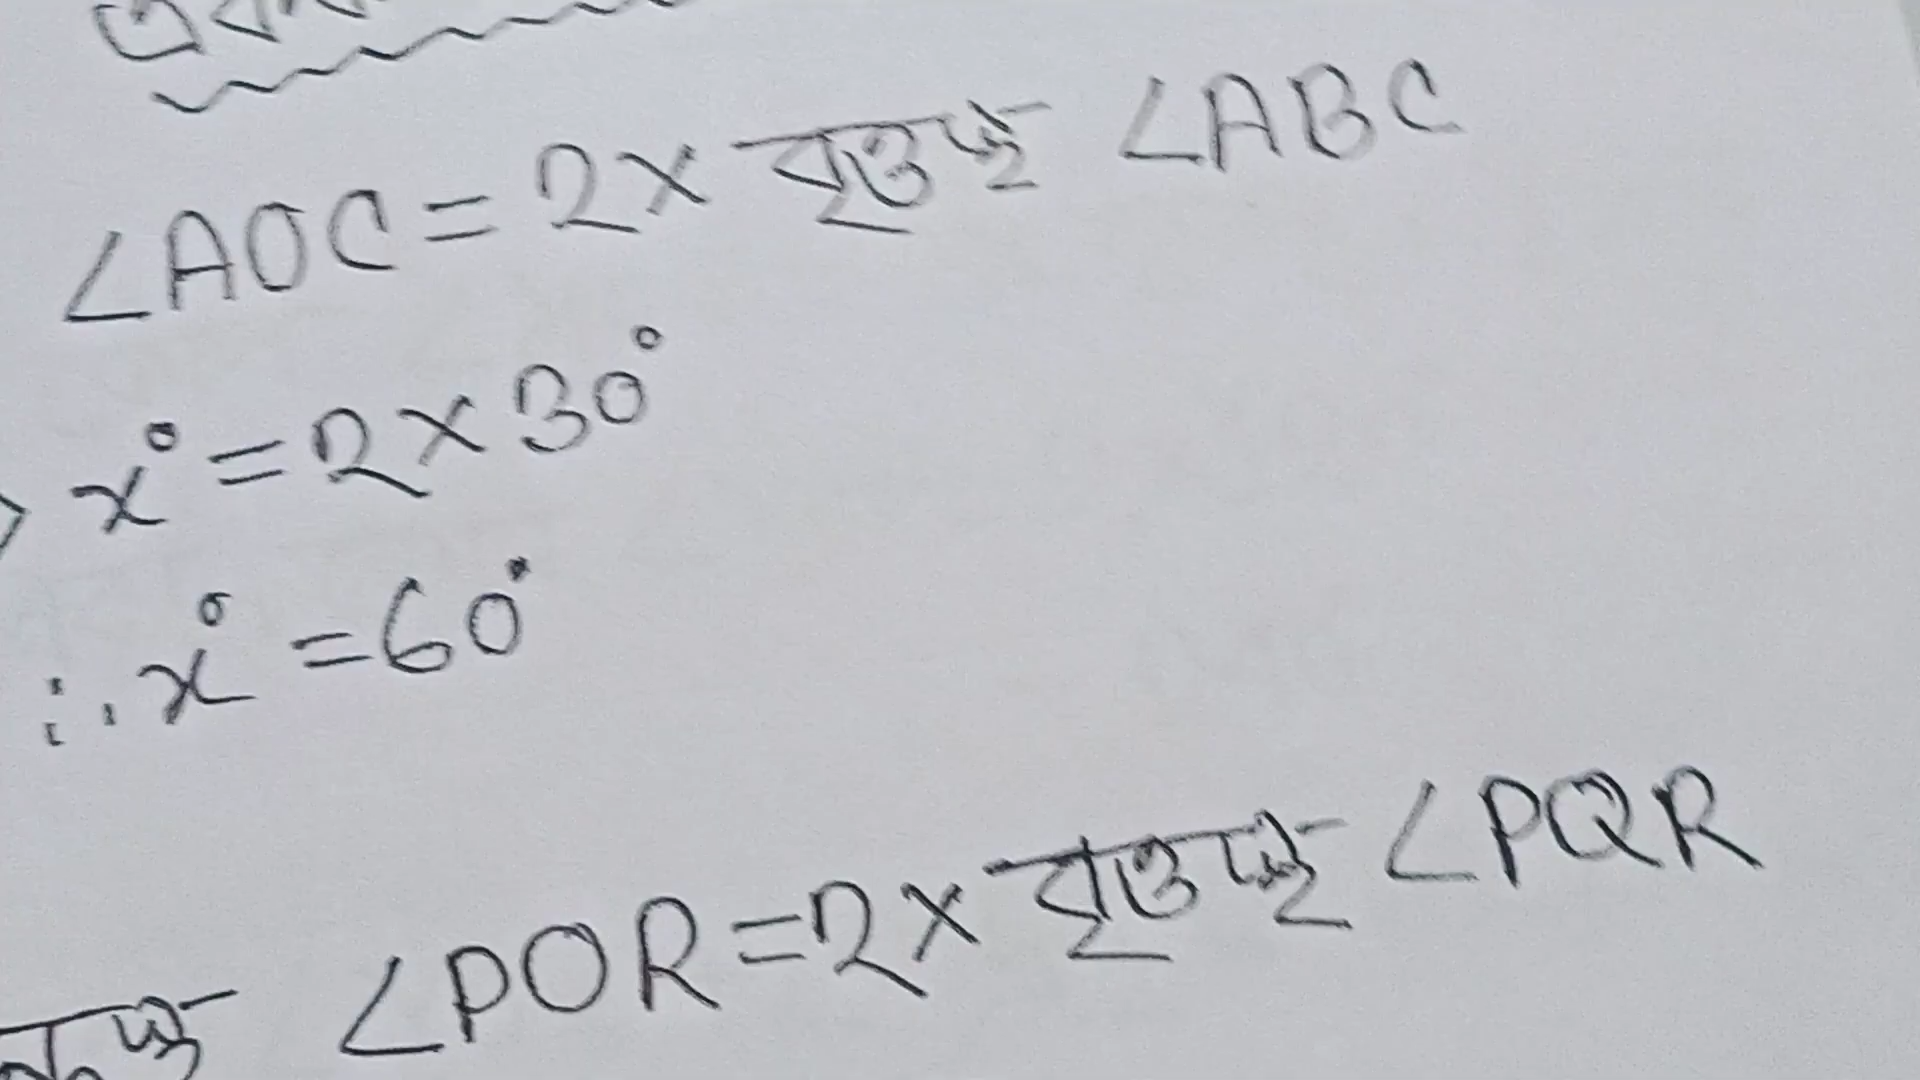 ∠AOC = 2 × বৃত্তস্থ ∠ABC
x° = 2 × 30°
∴ x° = 60°
∠POR = 2 × বৃত্তস্থ ∠PQR